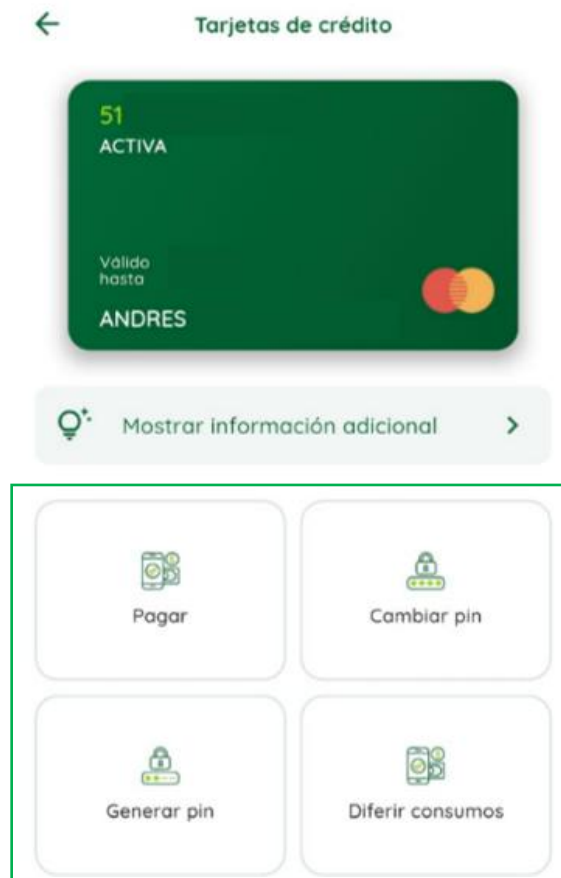 Tarjetas de crédito
51
ACTIVA
Válido
hasta
ANDRES
Mostrar información adicional
Pagar
Cambiar pin
Generar pin
Diferir consumos